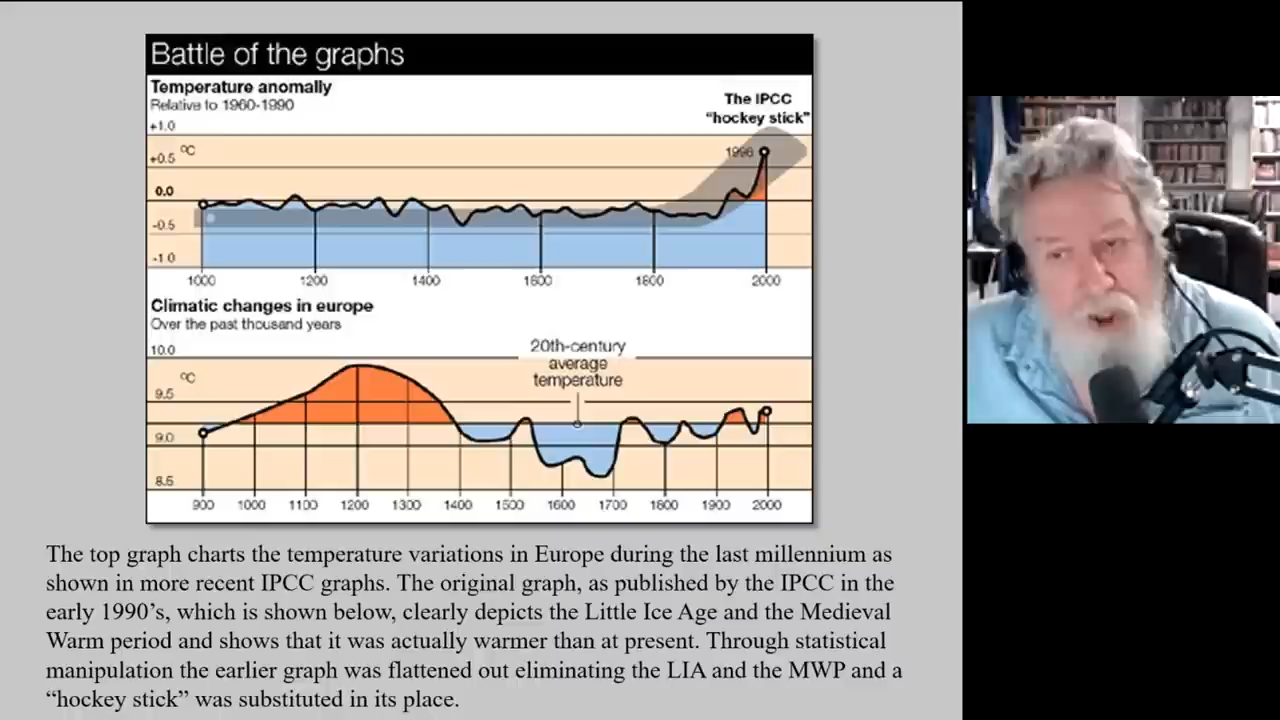 Battle of the graphs
Temperature anomaly
Relative to 1960-1990
The IPCC
"hockey stick"
+1.0
°C
+0.5
1998
0.0
-0.5
-1.0
1000 1200 1400 1600 1800 2000
Climatic changes in europe
Over the past thousand years
20th-century
average
temperature
10.0
°C
9.5
9.0
8.5
900 1000 1100 1200 1300 1400 1500 1600 1700 1800 1900 2000
The top graph charts the temperature variations in Europe during the last millennium as
shown in more recent IPCC graphs. The original graph, as published by the IPCC in the
early 1990’s, which is shown below, clearly depicts the Little Ice Age and the Medieval
Warm period and shows that it was actually warmer than at present. Through statistical
manipulation the earlier graph was flattened out eliminating the LIA and the MWP and a
“hockey stick” was substituted in its place.